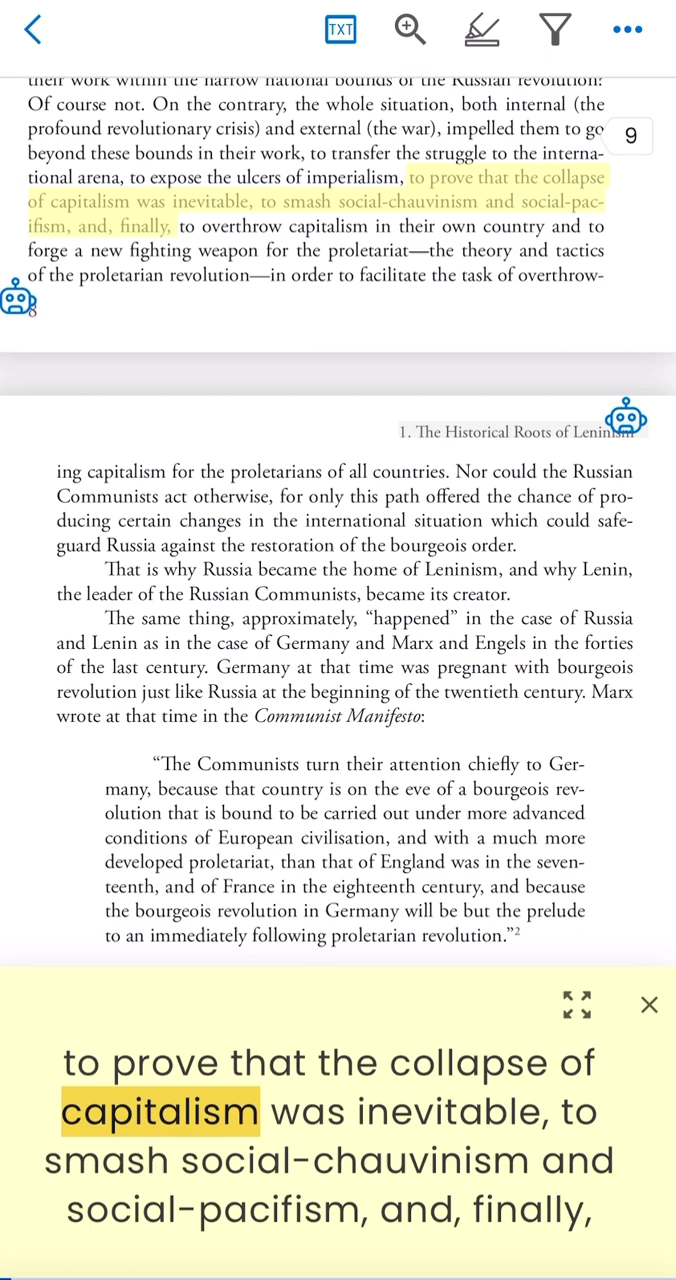 TXT
their work within the narrow national bounds of the Russian revolution?
Of course not. On the contrary, the whole situation, both internal (the
profound revolutionary crisis) and external (the war), impelled them to go
9
beyond these bounds in their work, to transfer the struggle to the interna-
tional arena, to expose the ulcers of imperialism, to prove that the collapse
of capitalism was inevitable, to smash social-chauvinism and social-pac-
ifism, and, finally, to overthrow capitalism in their own country and to
forge a new fighting weapon for the proletariat—the theory and tactics
of the proletarian revolution—in order to facilitate the task of overthrow-
8
1. The Historical Roots of Leninism
ing capitalism for the proletarians of all countries. Nor could the Russian
Communists act otherwise, for only this path offered the chance of pro-
ducing certain changes in the international situation which could safe-
guard Russia against the restoration of the bourgeois order.
That is why Russia became the home of Leninism, and why Lenin,
the leader of the Russian Communists, became its creator.
The same thing, approximately, “happened” in the case of Russia
and Lenin as in the case of Germany and Marx and Engels in the forties
of the last century. Germany at that time was pregnant with bourgeois
revolution just like Russia at the beginning of the twentieth century. Marx
wrote at that time in the Communist Manifesto:
“The Communists turn their attention chiefly to Ger-
many, because that country is on the eve of a bourgeois rev-
olution that is bound to be carried out under more advanced
conditions of European civilisation, and with a much more
developed proletariat, than that of England was in the seven-
teenth, and of France in the eighteenth century, and because
the bourgeois revolution in Germany will be but the prelude
to an immediately following proletarian revolution.”²
to prove that the collapse of
capitalism was inevitable, to
smash social-chauvinism and
social-pacifism, and, finally,